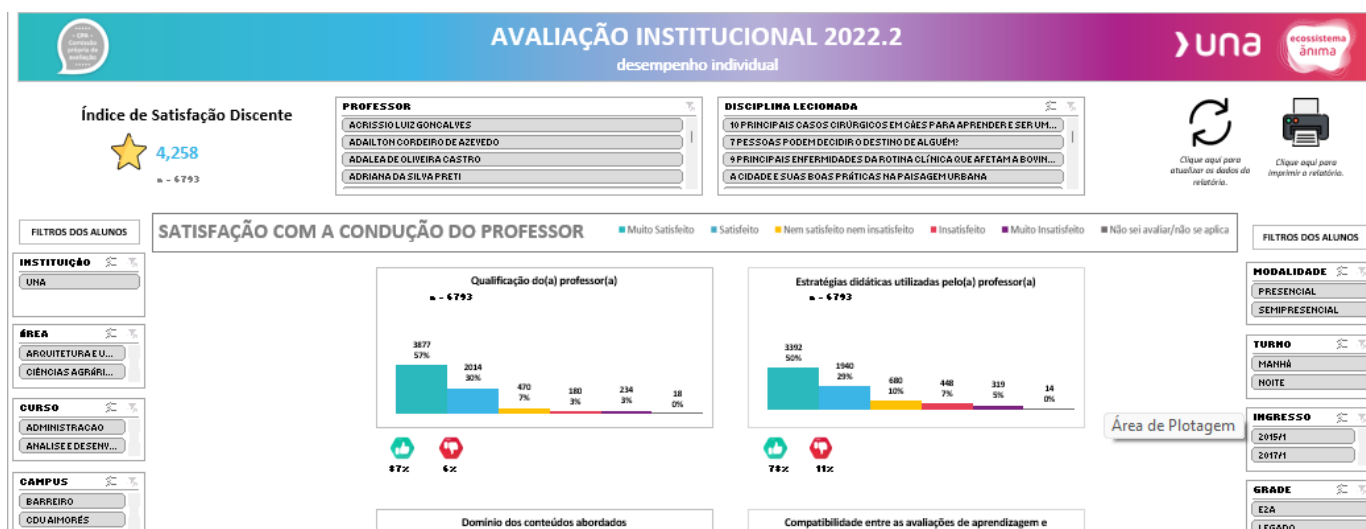 - CPA -
Comissão
própria de
avaliação
AVALIAÇÃO INSTITUCIONAL 2022.2
desempenho individual
una
ecossistema
ânima
Índice de Satisfação Discente
4,258
n - 6793
PROFESSOR
ACRISSIO LUIZ GONCALVES
ADAILTON CORDEIRO DE AZEVEDO
ADALEA DE OLIVEIRA CASTRO
ADRIANA DA SILVA PRETI
DISCIPLINA LECIONADA
10 PRINCIPAIS CASOS CIRÚRGICOS EM CÃES PARA APRENDER E SER UM...
7 PESSOAS PODEM DECIDIR O DESTINO DE ALGUÉM?
9 PRINCIPAIS ENFERMIDADES DA ROTINA CLÍNICA QUE AFETAM A BOVIN...
A CIDADE E SUAS BOAS PRÁTICAS NA PAISAGEM URBANA
Clique aqui para
atualizar os dados do
relatório.
Clique aqui para
imprimir o relatório.
FILTROS DOS ALUNOS
SATISFAÇÃO COM A CONDUÇÃO DO PROFESSOR
Muito Satisfeito
Satisfeito
Nem satisfeito nem insatisfeito
Insatisfeito
Muito Insatisfeito
Não sei avaliar/não se aplica
FILTROS DOS ALUNOS
INSTITUIÇÃO
UNA
ÁREA
ARQUITETURA E U...
CIÊNCIAS AGRÁRI...
CURSO
ADMINISTRACAO
ANALISE E DESENV...
CAMPUS
BARREIRO
CDU AIMORÉS
Qualificação do(a) professor(a)
n - 6793
3877
57%
2014
30%
470
7%
180
3%
234
3%
18
0%
87%
6%
Estratégias didáticas utilizadas pelo(a) professor(a)
n - 6793
3392
50%
1940
29%
680
10%
448
7%
319
5%
14
0%
78%
11%
Área de Plotagem
Domínio dos conteúdos abordados
Compatibilidade entre as avaliações de aprendizagem e
MODALIDADE
PRESENCIAL
SEMIPRESENCIAL
TURNO
MANHÃ
NOITE
INGRESSO
2015/1
2017/1
GRADE
E2A
LEGADO